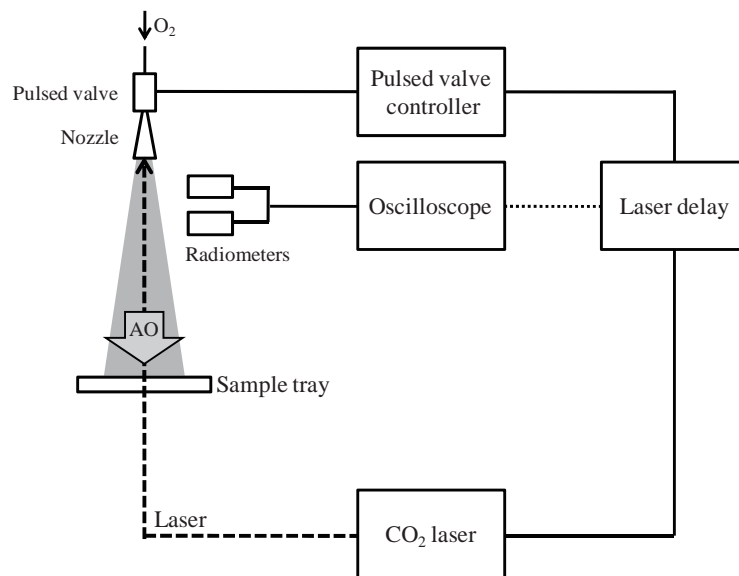 O₂
Pulsed valve
Pulsed valve
controller
Nozzle
Oscilloscope
Laser delay
Radiometers
AO
Sample tray
Laser
CO₂ laser